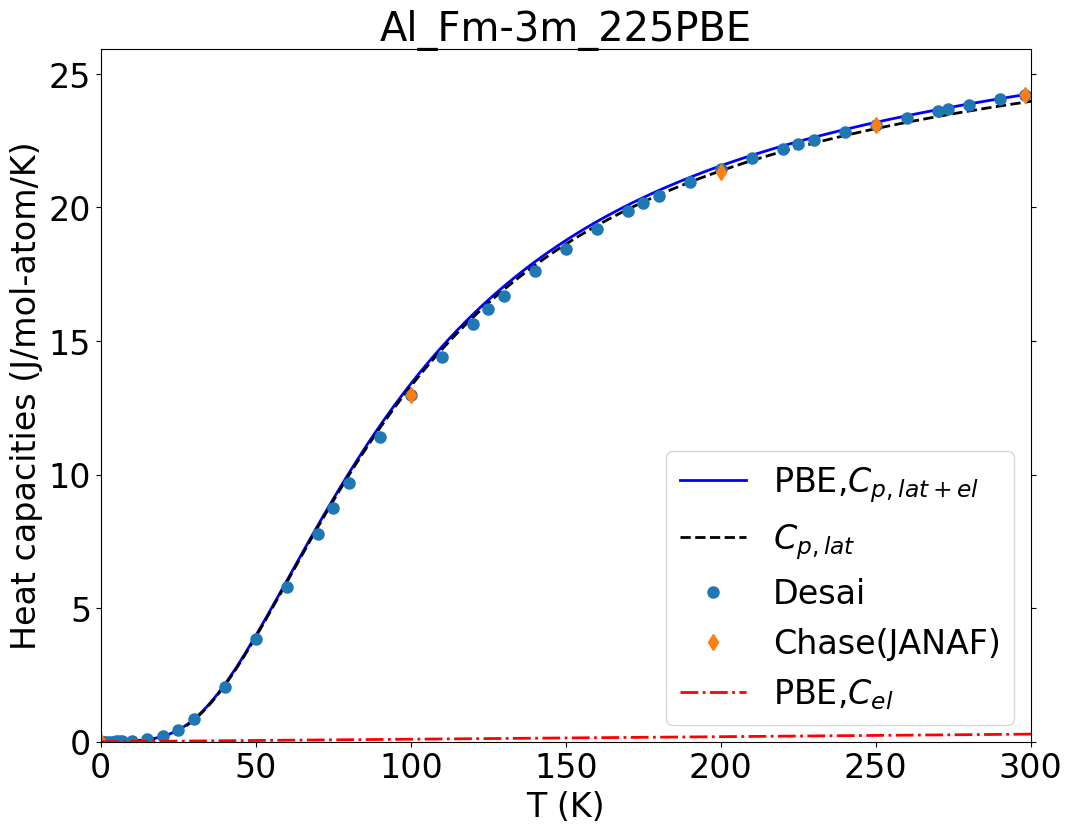 Al_Fm-3m_225PBE
Heat capacities (J/mol-atom/K)
25
20
15
10
5
0
PBE,C_{p, lat + el}
C_{p, lat}
Desai
Chase(JANAF)
PBE,C_{el}
0 50 100 150 200 250 300
T (K)